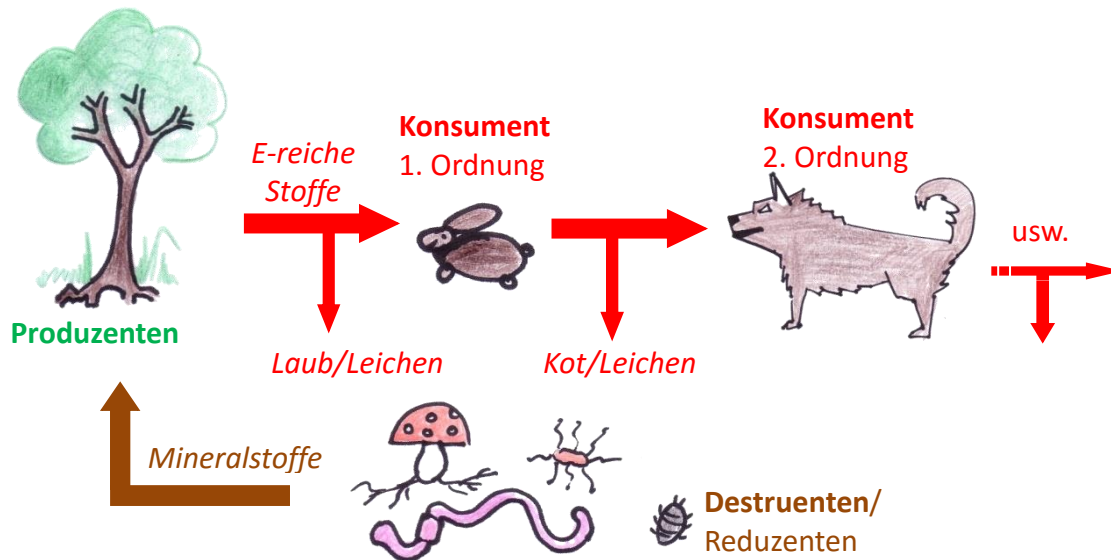 E-reiche
Stoffe
Konsument
1. Ordnung
Konsument
2. Ordnung
usw.
Produzenten
Laub/Leichen
Kot/Leichen
Mineralstoffe
Destruenten/
Reduzenten